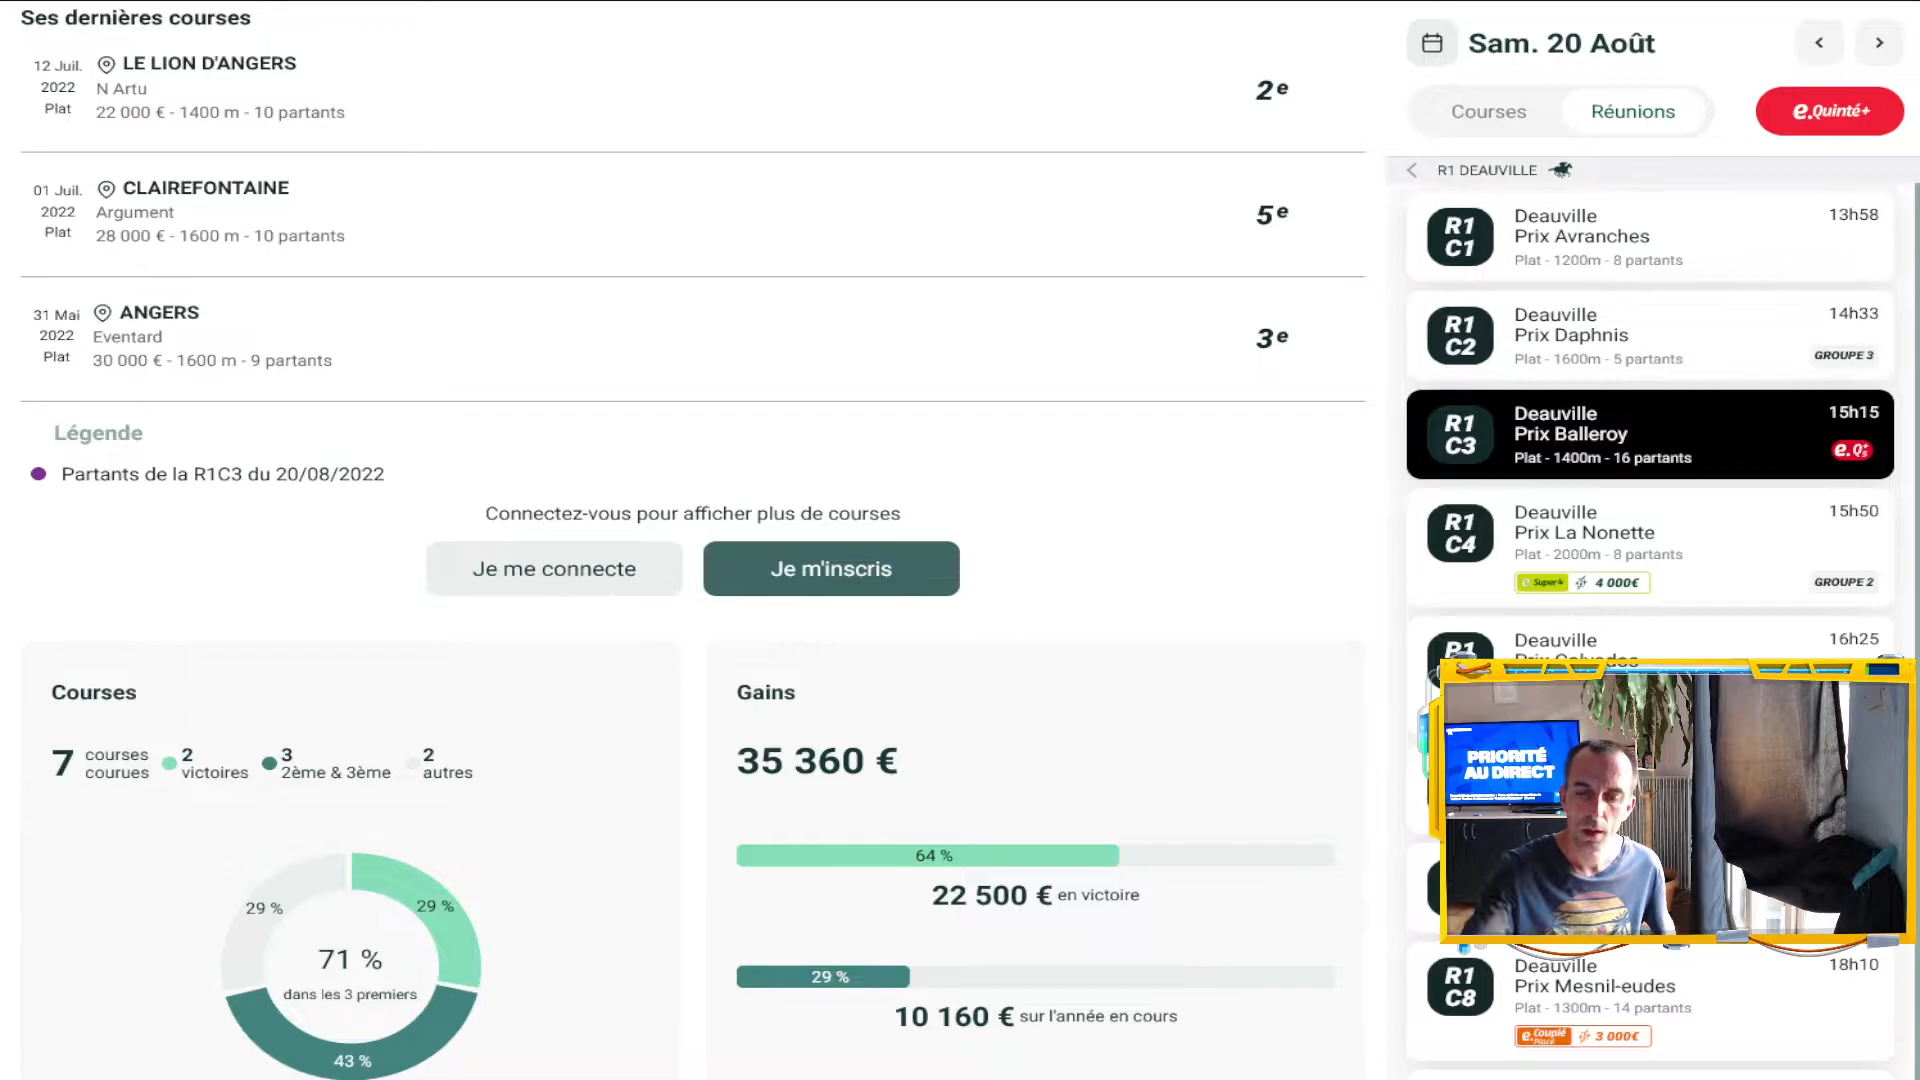 Ses dernières courses
12 Juil.
2022
Plat
LE LION D'ANGERS
N Artu
22 000 € - 1400 m - 10 partants
2e
01 Juil.
2022
Plat
CLAIREFONTAINE
Argument
28 000 € - 1600 m - 10 partants
5e
31 Mai
2022
Plat
ANGERS
Eventard
30 000 € - 1600 m - 9 partants
3e
Légende
Partants de la R1C3 du 20/08/2022
Connectez-vous pour afficher plus de courses
Je me connecte
Je m'inscris
Courses
7 courses courues
2 victoires
3 2ème & 3ème
2 autres
29 %
29 %
71 %
dans les 3 premiers
43 %
Gains
35 360 €
64 %
22 500 € en victoire
29 %
10 160 € sur l'année en cours
Sam. 20 Août
Courses
Réunions
e.Quinté+
R1 DEAUVILLE
R1 C1
Deauville
13h58
Prix Avranches
Plat - 1200m - 8 partants
R1 C2
Deauville
14h33
Prix Daphnis
Plat - 1600m - 5 partants
GROUPE 3
R1 C3
Deauville
15h15
Prix Balleroy
Plat - 1400m - 16 partants
R1 C4
Deauville
15h50
Prix La Nonette
Plat - 2000m - 8 partants
e Super4
4 000€
GROUPE 2
R1
Deauville
16h25
Prix Calvados
PRIORITÉ
AU DIRECT
R1 C8
Deauville
18h10
Prix Mesnil-eudes
Plat - 1300m - 14 partants
e.Couplé Placé
3 000€